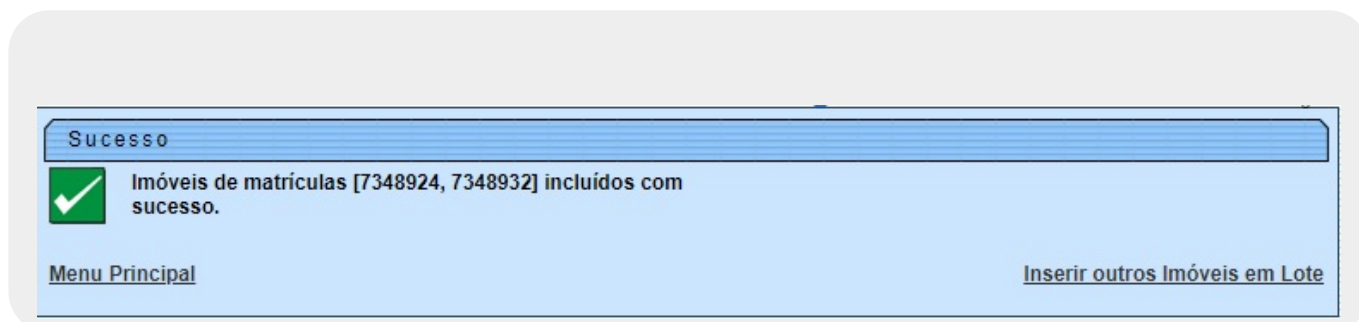 Sucesso
Imóveis de matrículas [7348924, 7348932] incluídos com
sucesso.
Menu Principal
Inserir outros Imóveis em Lote